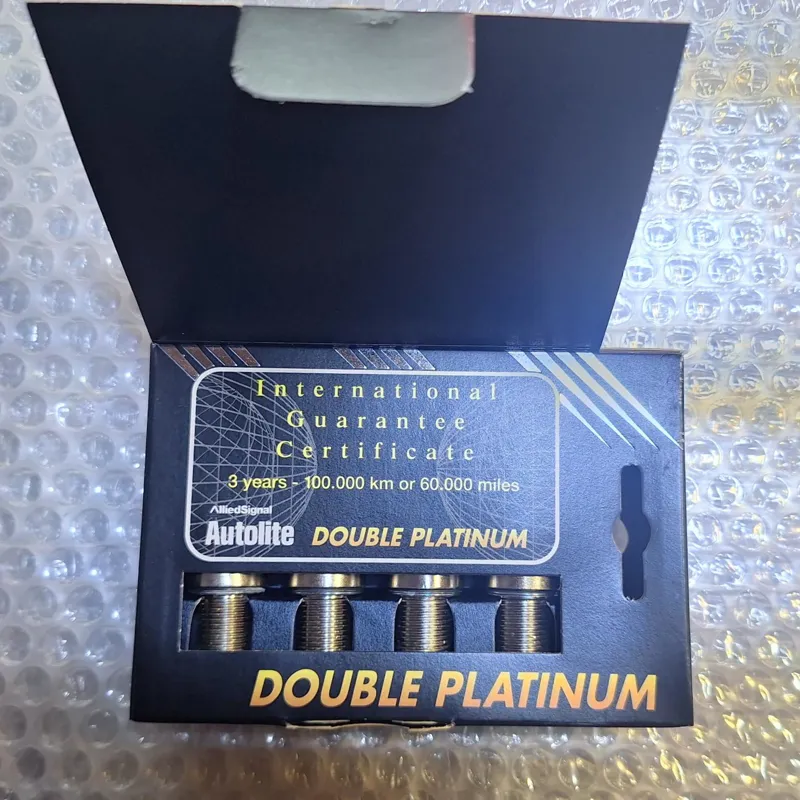 International
Guarantee
Certificate
3 years - 100.000 km or 60.000 miles
AlliedSignal
Autolite DOUBLE PLATINUM
DOUBLE PLATINUM